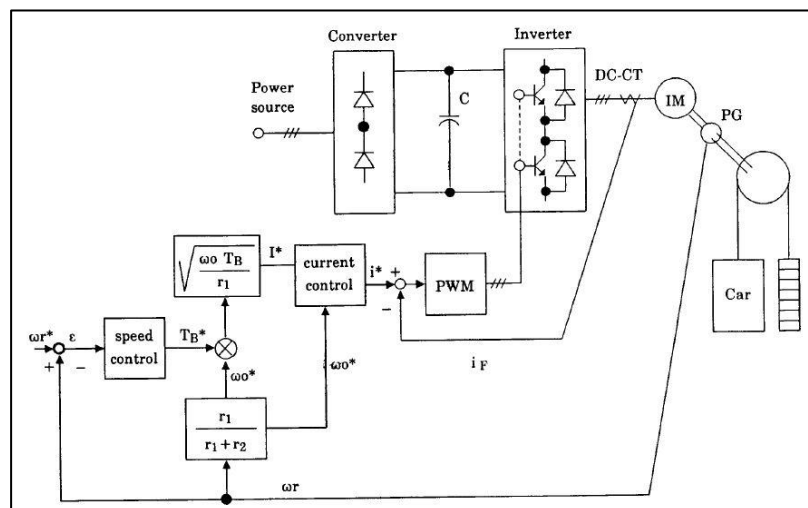 Converter
Inverter
Power
source
C
DC-CT
IM
PG
√(ωo TB / r1)
I*
current
control
i*
+
−
PWM
iF
Car
ωr*
ε
+
−
speed
control
TB*
ωo*
ωo*
r1
r1+r2
ωr